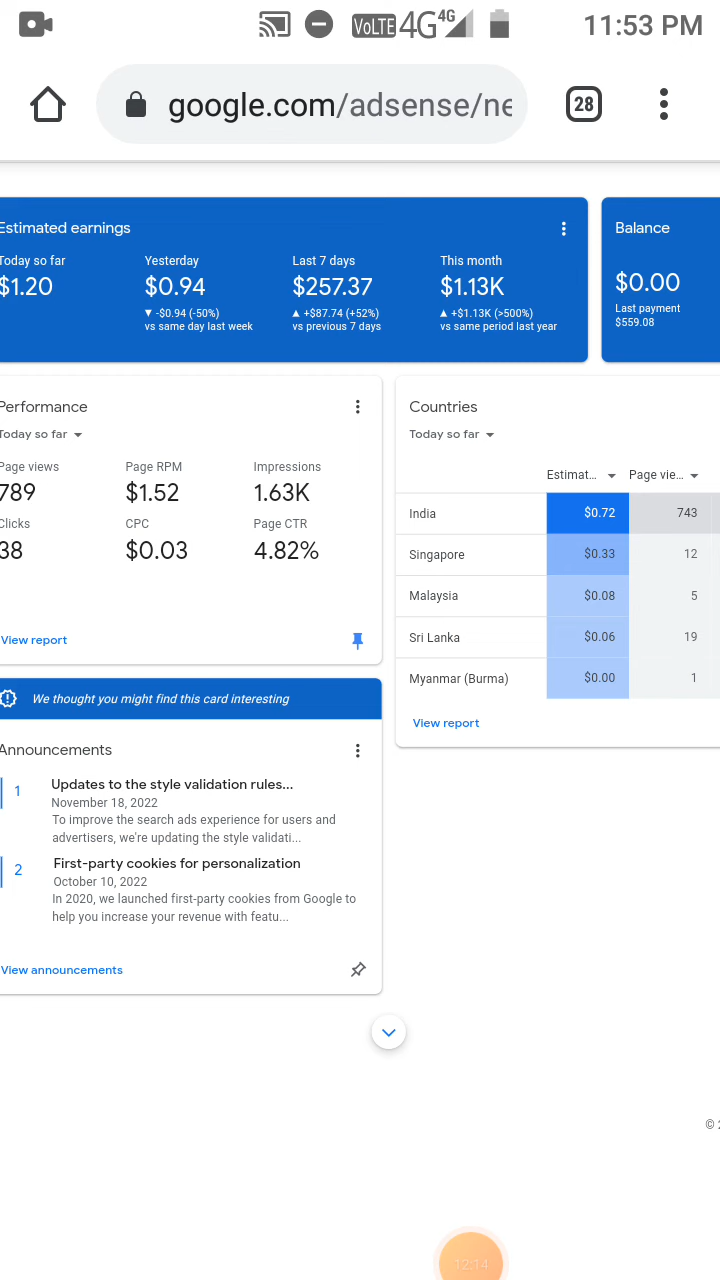 VoLTE 4G 4G 11:53 PM
google.com/adsense/ne
28
Estimated earnings
Today so far Yesterday Last 7 days This month
$1.20 $0.94 $257.37 $1.13K
▼ -$0.94 (-50%) ▲ +$87.74 (+52%) ▲ +$1.13K (>500%)
vs same day last week vs previous 7 days vs same period last year
Balance
$0.00
Last payment
$559.08
Performance
Today so far
Page views Page RPM Impressions
789 $1.52 1.63K
Clicks CPC Page CTR
38 $0.03 4.82%
View report
Countries
Today so far
Estimat... Page vie...
India $0.72 743
Singapore $0.33 12
Malaysia $0.08 5
Sri Lanka $0.06 19
Myanmar (Burma) $0.00 1
View report
We thought you might find this card interesting
Announcements
1 Updates to the style validation rules...
November 18, 2022
To improve the search ads experience for users and
advertisers, we're updating the style validati...
2 First-party cookies for personalization
October 10, 2022
In 2020, we launched first-party cookies from Google to
help you increase your revenue with featu...
View announcements
©
12:14